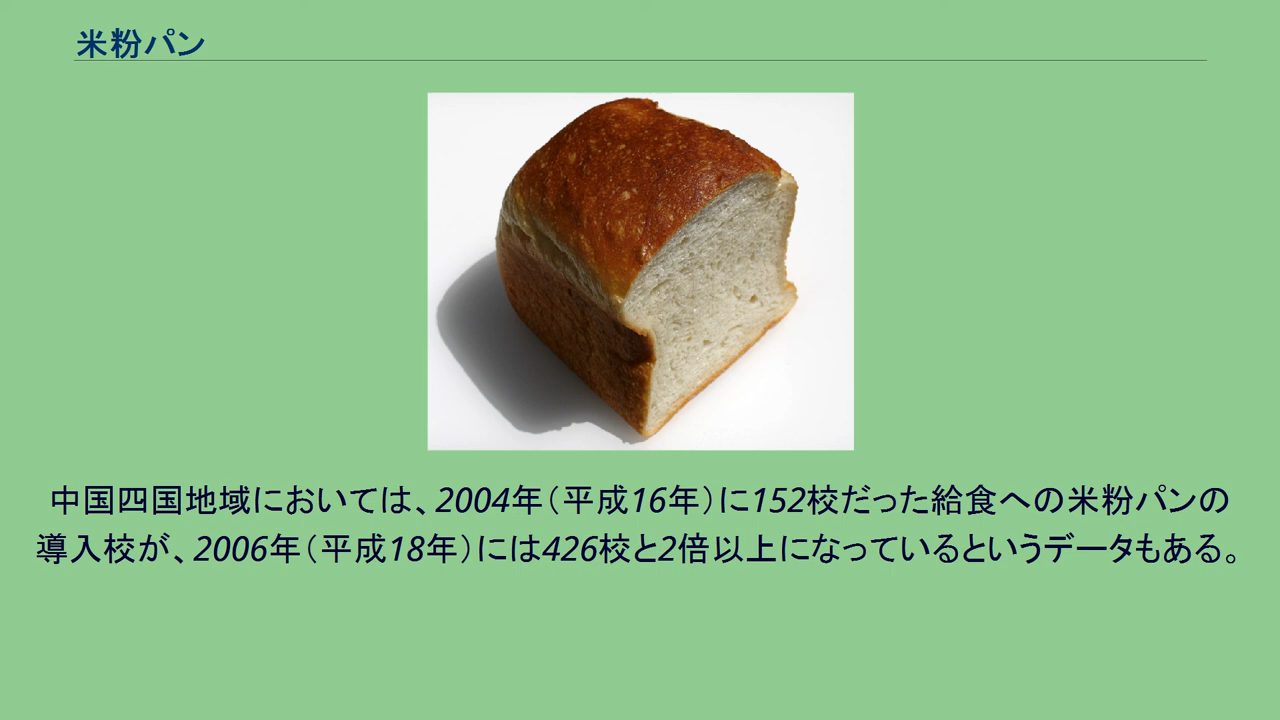 米粉パン
中国四国地域においては、2004年（平成16年）に152校だった給食への米粉パンの
導入校が、2006年（平成18年）には426校と2倍以上になっているというデータもある。